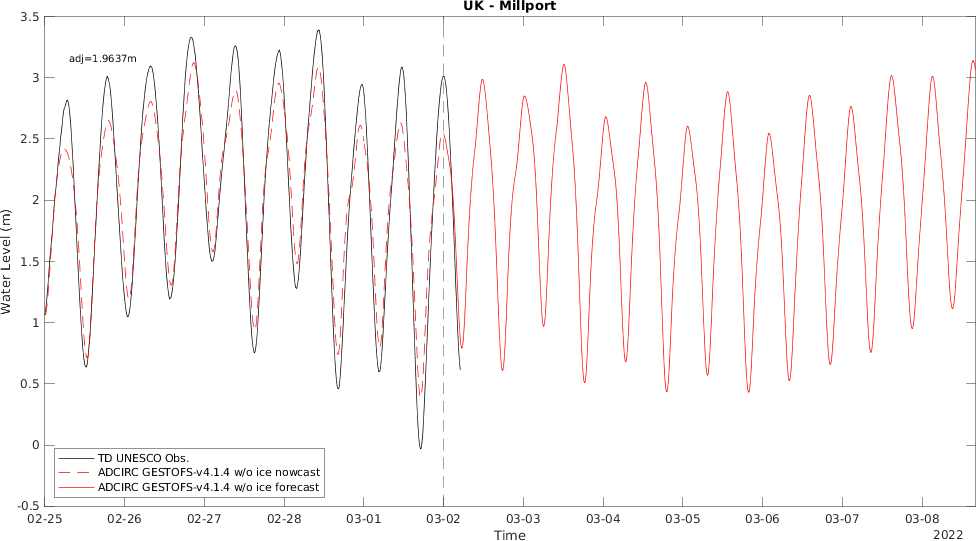 UK - Millport
3.5
3
2.5
2
1.5
1
0.5
0
-0.5
Water Level (m)
adj=1.9637m
TD UNESCO Obs.
ADCIRC GESTOFS-v4.1.4 w/o ice nowcast
ADCIRC GESTOFS-v4.1.4 w/o ice forecast
02-25 02-26 02-27 02-28 03-01 03-02 03-03 03-04 03-05 03-06 03-07 03-08
Time
2022